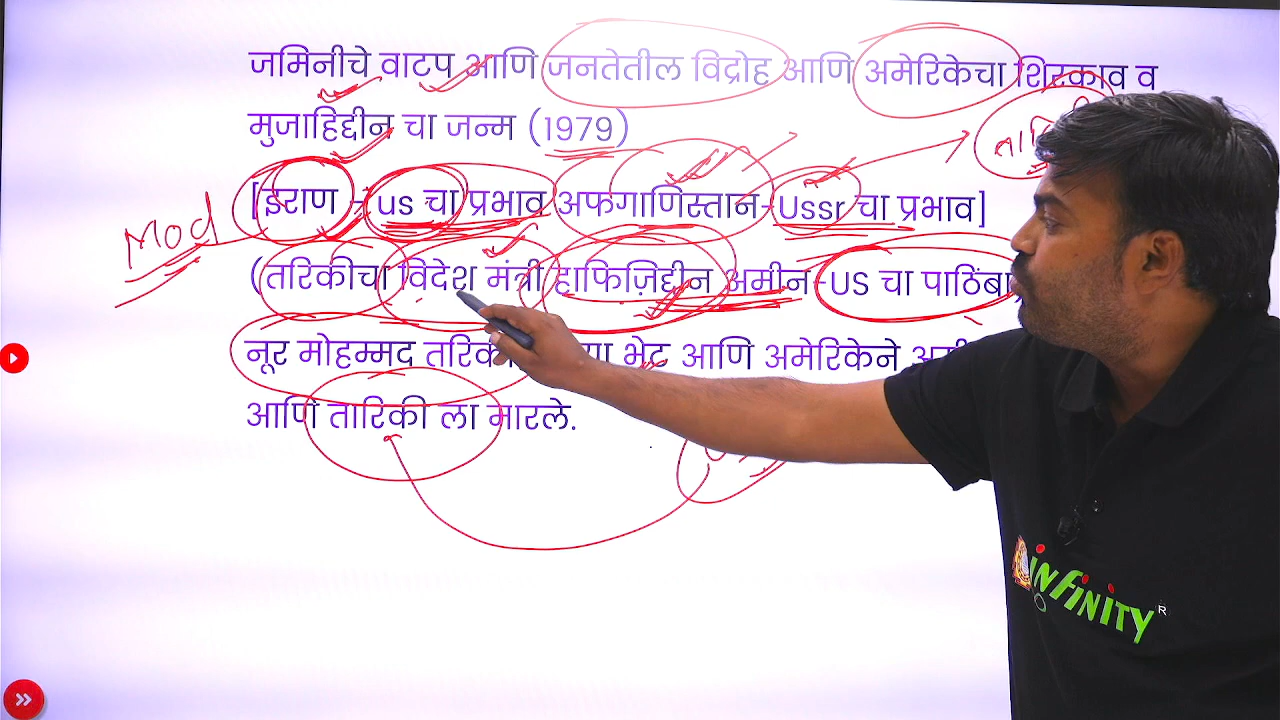 जमिनीचे वाटप आणि जनतेतील विद्रोह आणि अमेरिकेचा शिरकाव व
मुजाहिद्दीन चा जन्म (1979)
[इराण - us चा प्रभाव अफगाणिस्तान-Ussr चा प्रभाव]
Mod
(तरिकीचा विदेश मंत्री हाफिज़िद्दीन अमीन-US चा
नूर मोहम्मद भेट आणि अमेरिकेने
आणि तारिकी ला मारले.
infinity
R